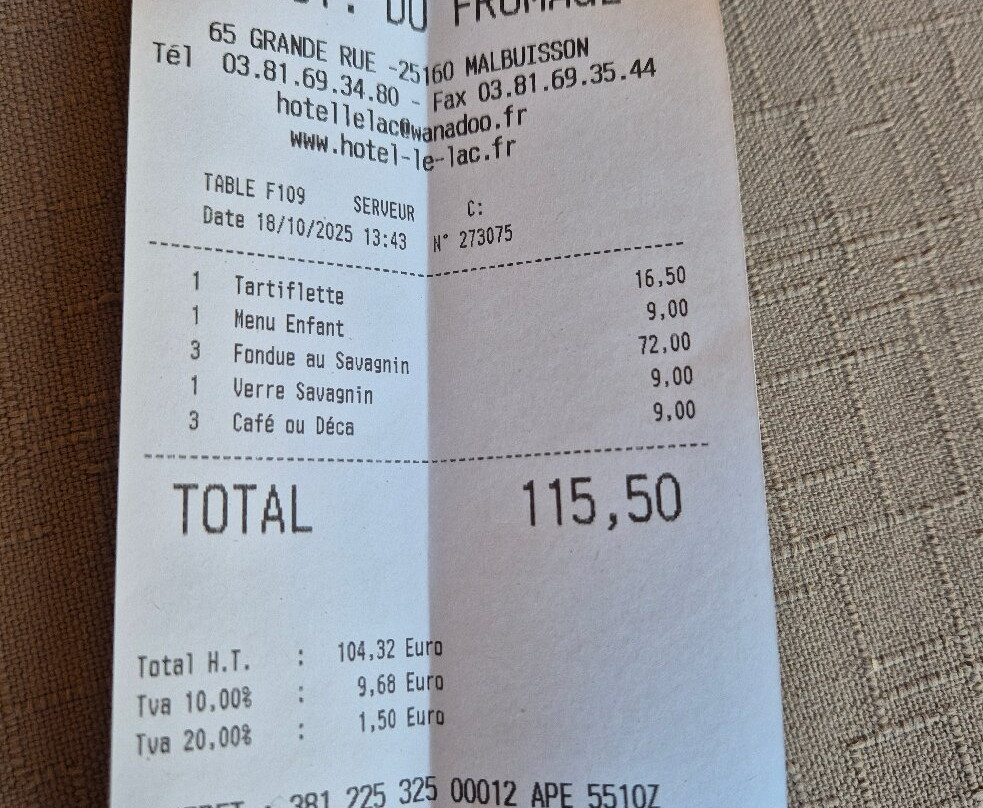 DU FROMAGE
65 GRANDE RUE -25160 MALBUISSON
Tél 03.81.69.34.80 - Fax 03.81.69.35.44
hotellelac@wanadoo.fr
www.hotel-le-lac.fr
TABLE F109 SERVEUR C:
Date 18/10/2025 13:43 N° 273075
1 Tartiflette 16,50
1 Menu Enfant 9,00
3 Fondue au Savagnin 72,00
1 Verre Savagnin 9,00
3 Café ou Déca 9,00
TOTAL 115,50
Total H.T. : 104,32 Euro
Tva 10,00% : 9,68 Euro
Tva 20,00% : 1,50 Euro
381 225 325 00012 APE 5510Z